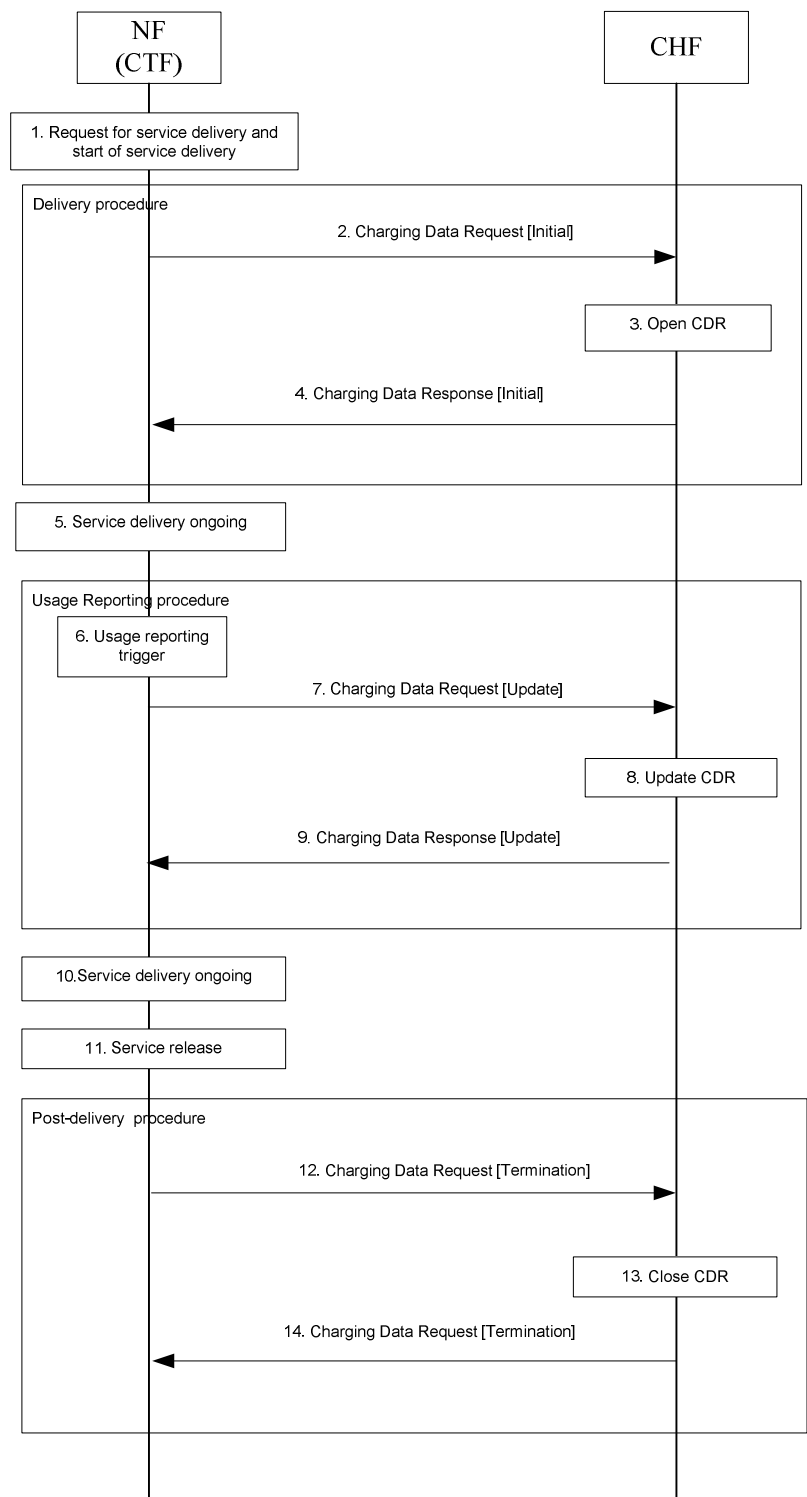 NF
(CTF)
CHF
1. Request for service delivery and
start of service delivery
Delivery procedure
2. Charging Data Request [Initial]
3. Open CDR
4. Charging Data Response [Initial]
5. Service delivery ongoing
Usage Reporting procedure
6. Usage reporting
trigger
7. Charging Data Request [Update]
8. Update CDR
9. Charging Data Response [Update]
10.Service delivery ongoing
11. Service release
Post-delivery procedure
12. Charging Data Request [Termination]
13. Close CDR
14. Charging Data Request [Termination]